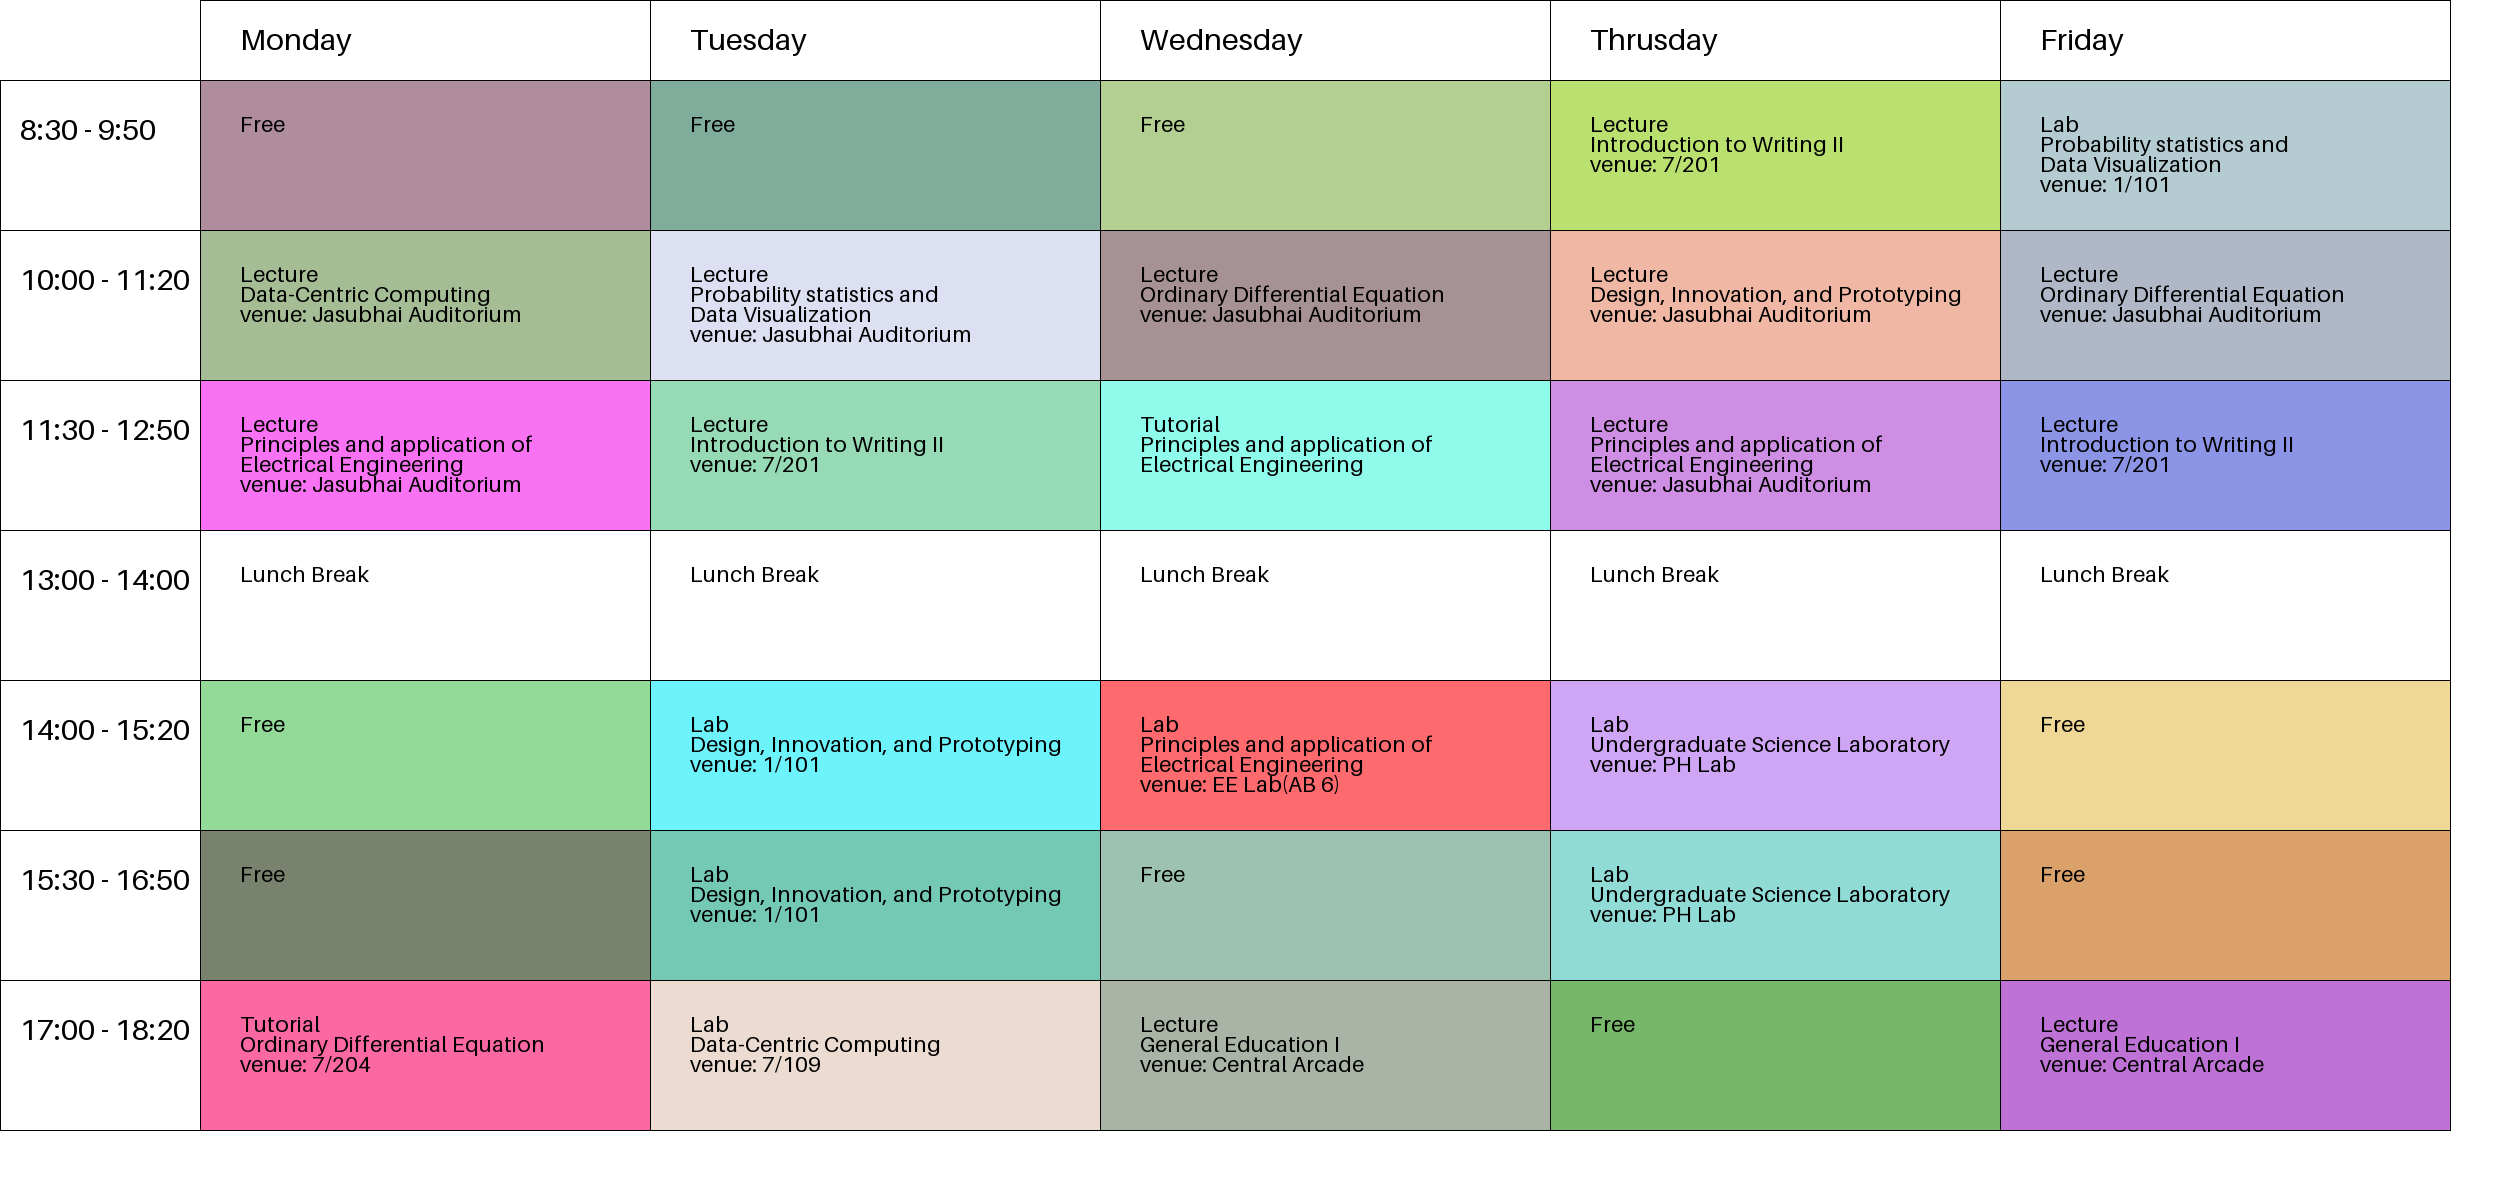 Monday
Tuesday
Wednesday
Thrusday
Friday
8:30 - 9:50
Free
Free
Free
Lecture
Introduction to Writing II
venue: 7/201
Lab
Probability statistics and
Data Visualization
venue: 1/101
10:00 - 11:20
Lecture
Data-Centric Computing
venue: Jasubhai Auditorium
Lecture
Probability statistics and
Data Visualization
venue: Jasubhai Auditorium
Lecture
Ordinary Differential Equation
venue: Jasubhai Auditorium
Lecture
Design, Innovation, and Prototyping
venue: Jasubhai Auditorium
Lecture
Ordinary Differential Equation
venue: Jasubhai Auditorium
11:30 - 12:50
Lecture
Principles and application of
Electrical Engineering
venue: Jasubhai Auditorium
Lecture
Introduction to Writing II
venue: 7/201
Tutorial
Principles and application of
Electrical Engineering
Lecture
Principles and application of
Electrical Engineering
venue: Jasubhai Auditorium
Lecture
Introduction to Writing II
venue: 7/201
13:00 - 14:00
Lunch Break
Lunch Break
Lunch Break
Lunch Break
Lunch Break
14:00 - 15:20
Free
Lab
Design, Innovation, and Prototyping
venue: 1/101
Lab
Principles and application of
Electrical Engineering
venue: EE Lab(AB 6)
Lab
Undergraduate Science Laboratory
venue: PH Lab
Free
15:30 - 16:50
Free
Lab
Design, Innovation, and Prototyping
venue: 1/101
Free
Lab
Undergraduate Science Laboratory
venue: PH Lab
Free
17:00 - 18:20
Tutorial
Ordinary Differential Equation
venue: 7/204
Lab
Data-Centric Computing
venue: 7/109
Lecture
General Education I
venue: Central Arcade
Free
Lecture
General Education I
venue: Central Arcade